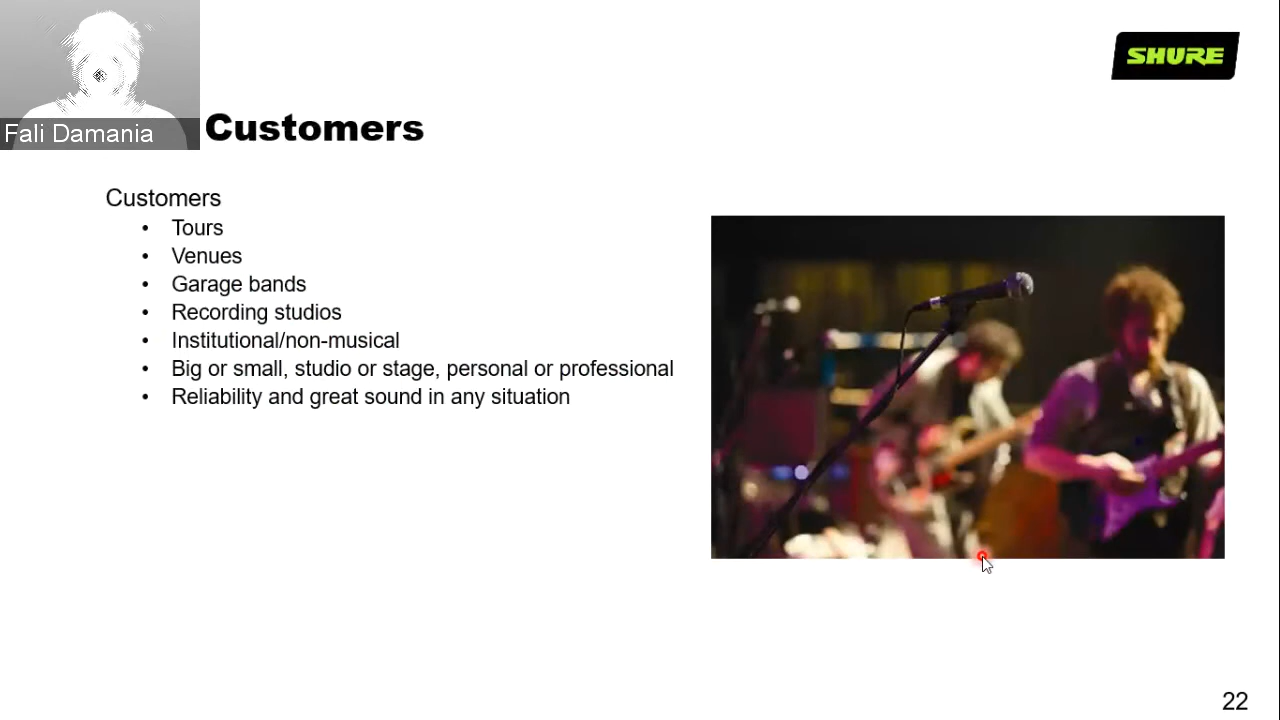 SHURE
Fali Damania
Customers
Customers
• Tours
• Venues
• Garage bands
• Recording studios
• Institutional/non-musical
• Big or small, studio or stage, personal or professional
• Reliability and great sound in any situation
22